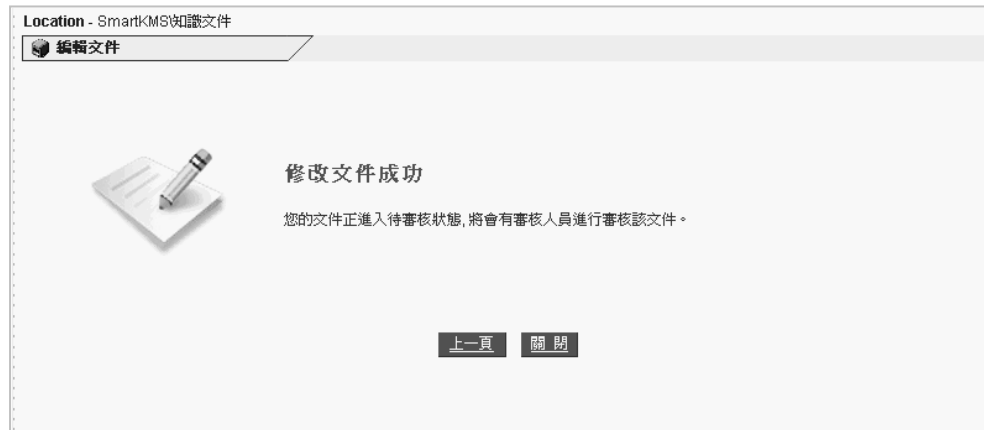 Location - SmartKMS\知識文件
編輯文件
修改文件成功
您的文件正進入待審核狀態, 將會有審核人員進行審核該文件。
上一頁 關 閉